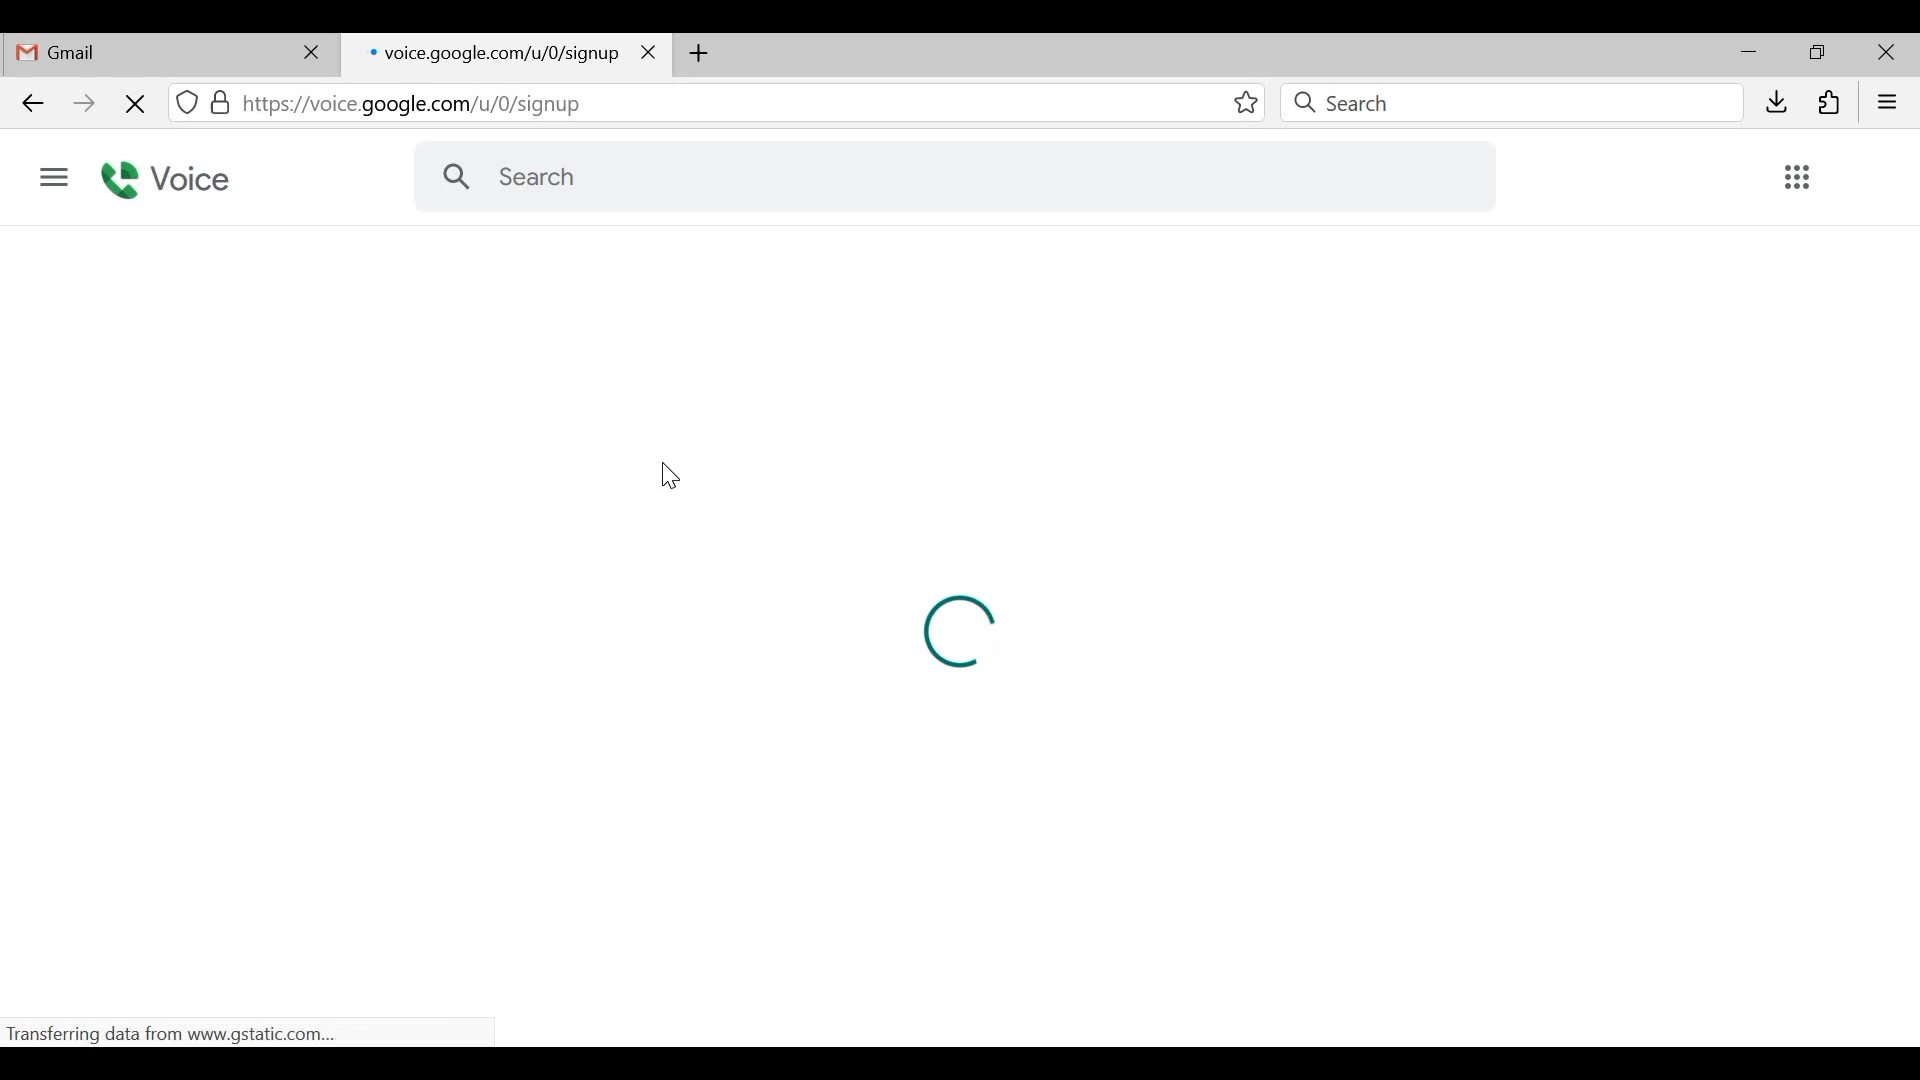 Gmail
voice.google.com/u/0/signup
https://voice.google.com/u/0/signup
Search
Voice
Search
Transferring data from www.gstatic.com...